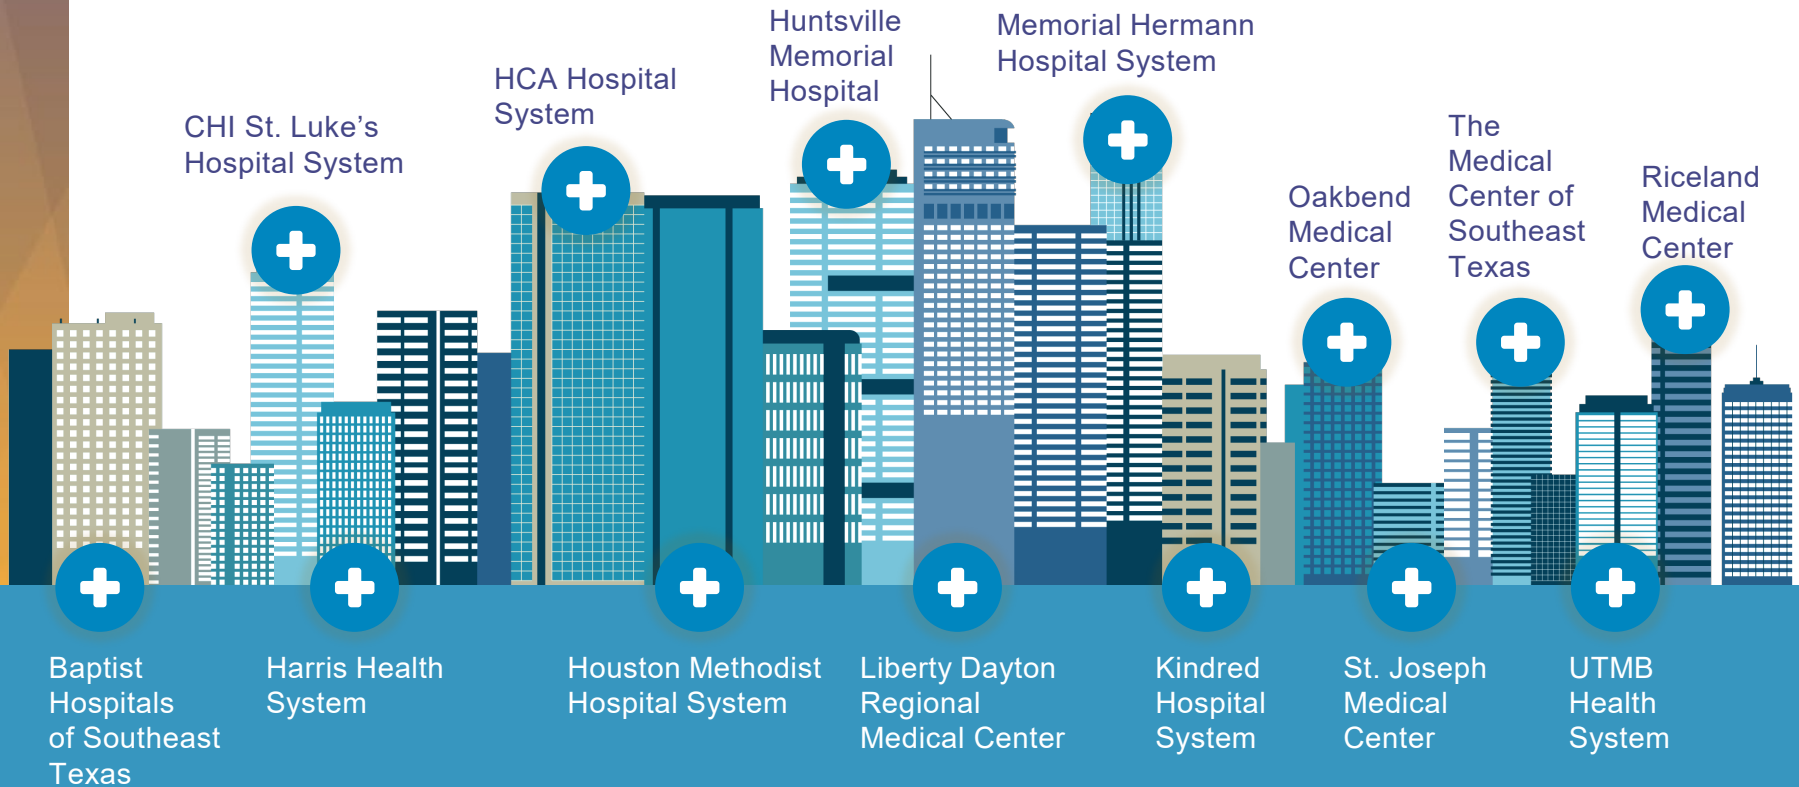 CHI St. Luke’s
Hospital System
HCA Hospital
System
Huntsville
Memorial
Hospital
Memorial Hermann
Hospital System
Oakbend
Medical
Center
The
Medical
Center of
Southeast
Texas
Riceland
Medical
Center
Baptist
Hospitals
of Southeast
Texas
Harris Health
System
Houston Methodist
Hospital System
Liberty Dayton
Regional
Medical Center
Kindred
Hospital
System
St. Joseph
Medical
Center
UTMB
Health
System